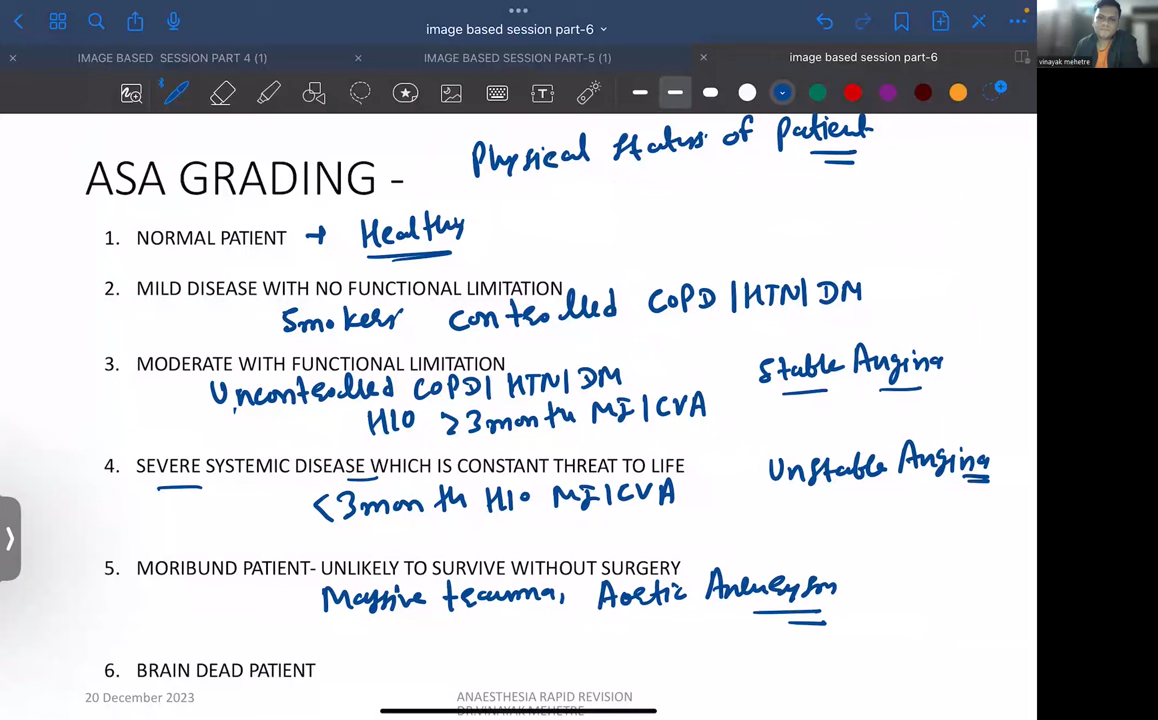 image based session part-6
IMAGE BASED SESSION PART 4 (1)
IMAGE BASED SESSION PART-5 (1)
image based session part-6
vinayak mehetre
Physical status of Patient
ASA GRADING -
1. NORMAL PATIENT → Healthy
2. MILD DISEASE WITH NO FUNCTIONAL LIMITATION
Smokers controlled COPD | HTN | DM
3. MODERATE WITH FUNCTIONAL LIMITATION
Stable Angina
Uncontrolled COPD | HTN | DM
H/O >3 month MI | CVA
4. SEVERE SYSTEMIC DISEASE WHICH IS CONSTANT THREAT TO LIFE
Unstable Angina
<3 month H/O MI | CVA
5. MORIBUND PATIENT- UNLIKELY TO SURVIVE WITHOUT SURGERY
Massive trauma, Aortic Aneurysm
6. BRAIN DEAD PATIENT
20 December 2023
ANAESTHESIA RAPID REVISION
DR.VINAYAK MEHETRE